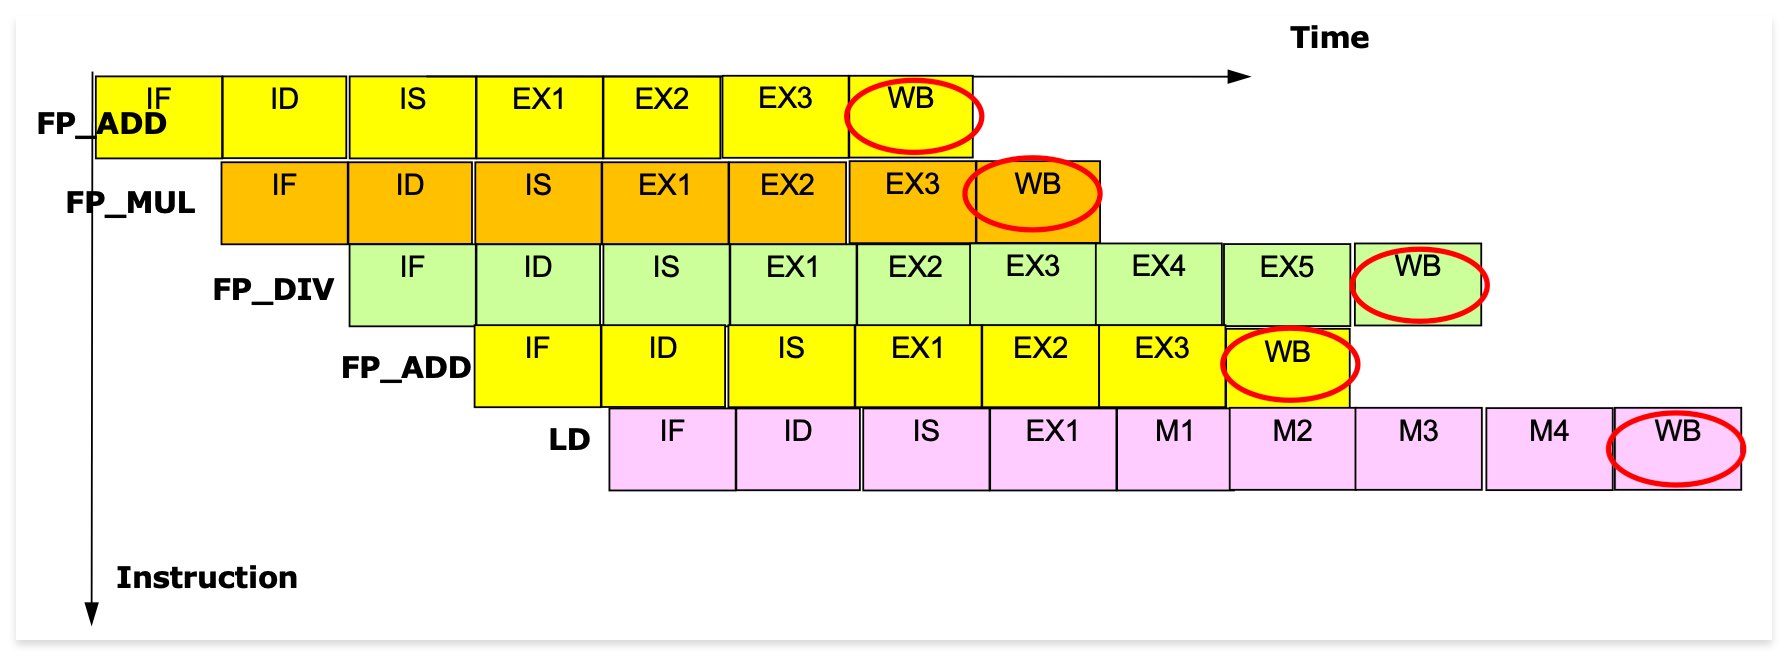 Time
FP_ADD IF ID IS EX1 EX2 EX3 WB
FP_MUL IF ID IS EX1 EX2 EX3 WB
FP_DIV IF ID IS EX1 EX2 EX3 EX4 EX5 WB
FP_ADD IF ID IS EX1 EX2 EX3 WB
LD IF ID IS EX1 M1 M2 M3 M4 WB
Instruction